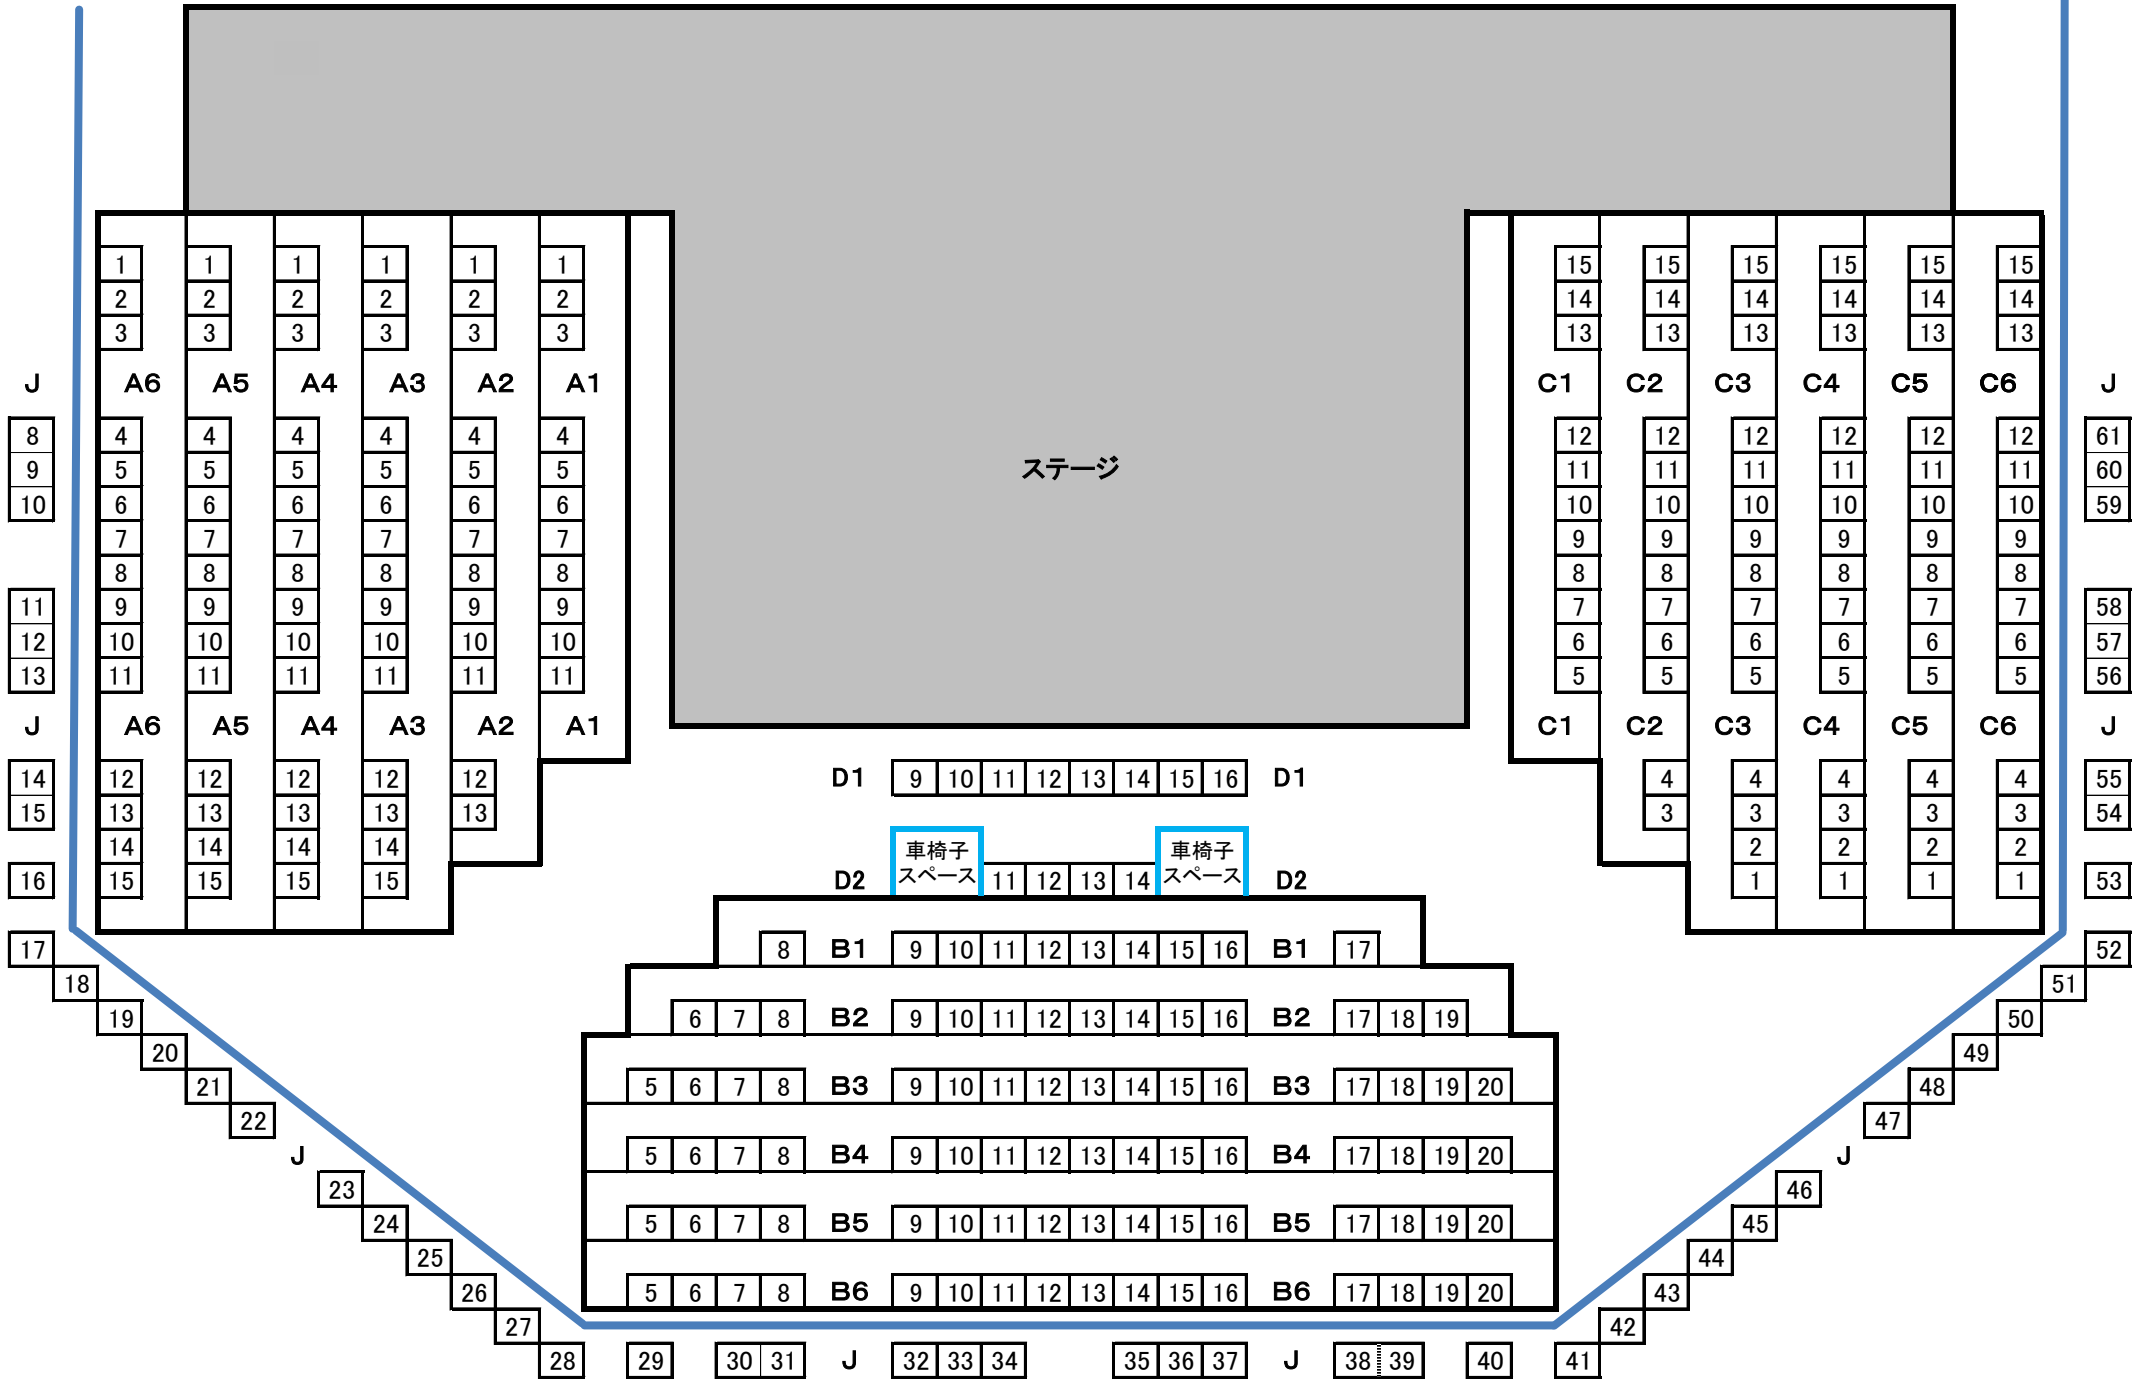 1 1 1 1 1 1 15 15 15 15 15 15
2 2 2 2 2 2 14 14 14 14 14 14
3 3 3 3 3 3 13 13 13 13 13 13
J A6 A5 A4 A3 A2 A1 C1 C2 C3 C4 C5 C6 J
8 4 4 4 4 4 4 12 12 12 12 12 12 61
9 5 5 5 5 5 5 ステージ 11 11 11 11 11 11 60
10 6 6 6 6 6 6 10 10 10 10 10 10 59
7 7 7 7 7 7 9 9 9 9 9 9
8 8 8 8 8 8 8 8 8 8 8 8
11 9 9 9 9 9 9 7 7 7 7 7 7 58
12 10 10 10 10 10 10 6 6 6 6 6 6 57
13 11 11 11 11 11 11 5 5 5 5 5 5 56
J A6 A5 A4 A3 A2 A1 C1 C2 C3 C4 C5 C6 J
14 12 12 12 12 12 D1 9 10 11 12 13 14 15 16 D1 4 4 4 4 4 55
15 13 13 13 13 13 3 3 3 3 3 54
14 14 14 14 車椅子 車椅子 2 2 2 2
16 15 15 15 15 D2 スペース 11 12 13 14 スペース D2 1 1 1 1 53
17 8 B1 9 10 11 12 13 14 15 16 B1 17 52
18 51
19 6 7 8 B2 9 10 11 12 13 14 15 16 B2 17 18 19 50
20 49
21 5 6 7 8 B3 9 10 11 12 13 14 15 16 B3 17 18 19 20 48
22 47
J 5 6 7 8 B4 9 10 11 12 13 14 15 16 B4 17 18 19 20 J
23 46
24 5 6 7 8 B5 9 10 11 12 13 14 15 16 B5 17 18 19 20 45
25 44
26 5 6 7 8 B6 9 10 11 12 13 14 15 16 B6 17 18 19 20 43
27 42
28 29 30 31 J 32 33 34 35 36 37 J 38 39 40 41